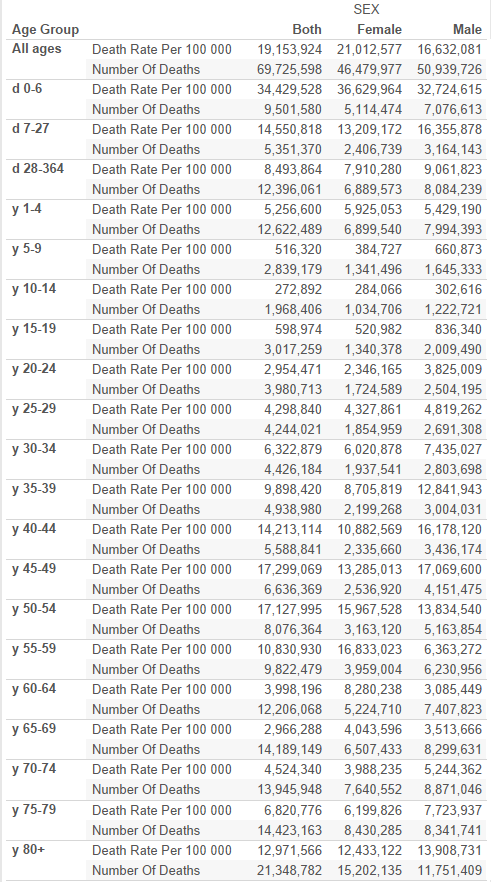 SEX
Age Group Both Female Male
All ages Death Rate Per 100 000 19,153,924 21,012,577 16,632,081
Number Of Deaths 69,725,598 46,479,977 50,939,726
d 0-6 Death Rate Per 100 000 34,429,528 36,629,964 32,724,615
Number Of Deaths 9,501,580 5,114,474 7,076,613
d 7-27 Death Rate Per 100 000 14,550,818 13,209,172 16,355,878
Number Of Deaths 5,351,370 2,406,739 3,164,143
d 28-364 Death Rate Per 100 000 8,493,864 7,910,280 9,061,823
Number Of Deaths 12,396,061 6,889,573 8,084,239
y 1-4 Death Rate Per 100 000 5,256,600 5,925,053 5,429,190
Number Of Deaths 12,622,489 6,899,540 7,994,393
y 5-9 Death Rate Per 100 000 516,320 384,727 660,873
Number Of Deaths 2,839,179 1,341,496 1,645,333
y 10-14 Death Rate Per 100 000 272,892 284,066 302,616
Number Of Deaths 1,968,406 1,034,706 1,222,721
y 15-19 Death Rate Per 100 000 598,974 520,982 836,340
Number Of Deaths 3,017,259 1,340,378 2,009,490
y 20-24 Death Rate Per 100 000 2,954,471 2,346,165 3,825,009
Number Of Deaths 3,980,713 1,724,589 2,504,195
y 25-29 Death Rate Per 100 000 4,298,840 4,327,861 4,819,262
Number Of Deaths 4,244,021 1,854,959 2,691,308
y 30-34 Death Rate Per 100 000 6,322,879 6,020,878 7,435,027
Number Of Deaths 4,426,184 1,937,541 2,803,698
y 35-39 Death Rate Per 100 000 9,898,420 8,705,819 12,841,943
Number Of Deaths 4,938,980 2,199,268 3,004,031
y 40-44 Death Rate Per 100 000 14,213,114 10,882,569 16,178,120
Number Of Deaths 5,588,841 2,335,660 3,436,174
y 45-49 Death Rate Per 100 000 17,299,069 13,285,013 17,069,600
Number Of Deaths 6,636,369 2,536,920 4,151,475
y 50-54 Death Rate Per 100 000 17,127,995 15,967,528 13,834,540
Number Of Deaths 8,076,364 3,163,120 5,163,854
y 55-59 Death Rate Per 100 000 10,830,930 16,833,023 6,363,272
Number Of Deaths 9,822,479 3,959,004 6,230,956
y 60-64 Death Rate Per 100 000 3,998,196 8,280,238 3,085,449
Number Of Deaths 12,206,068 5,224,710 7,407,823
y 65-69 Death Rate Per 100 000 2,966,288 4,043,596 3,513,666
Number Of Deaths 14,189,149 6,507,433 8,299,631
y 70-74 Death Rate Per 100 000 4,524,340 3,988,235 5,244,362
Number Of Deaths 13,945,948 7,640,552 8,871,046
y 75-79 Death Rate Per 100 000 6,820,776 6,199,826 7,723,937
Number Of Deaths 14,423,163 8,430,285 8,341,741
y 80+ Death Rate Per 100 000 12,971,566 12,433,122 13,908,731
Number Of Deaths 21,348,782 15,202,135 11,751,409